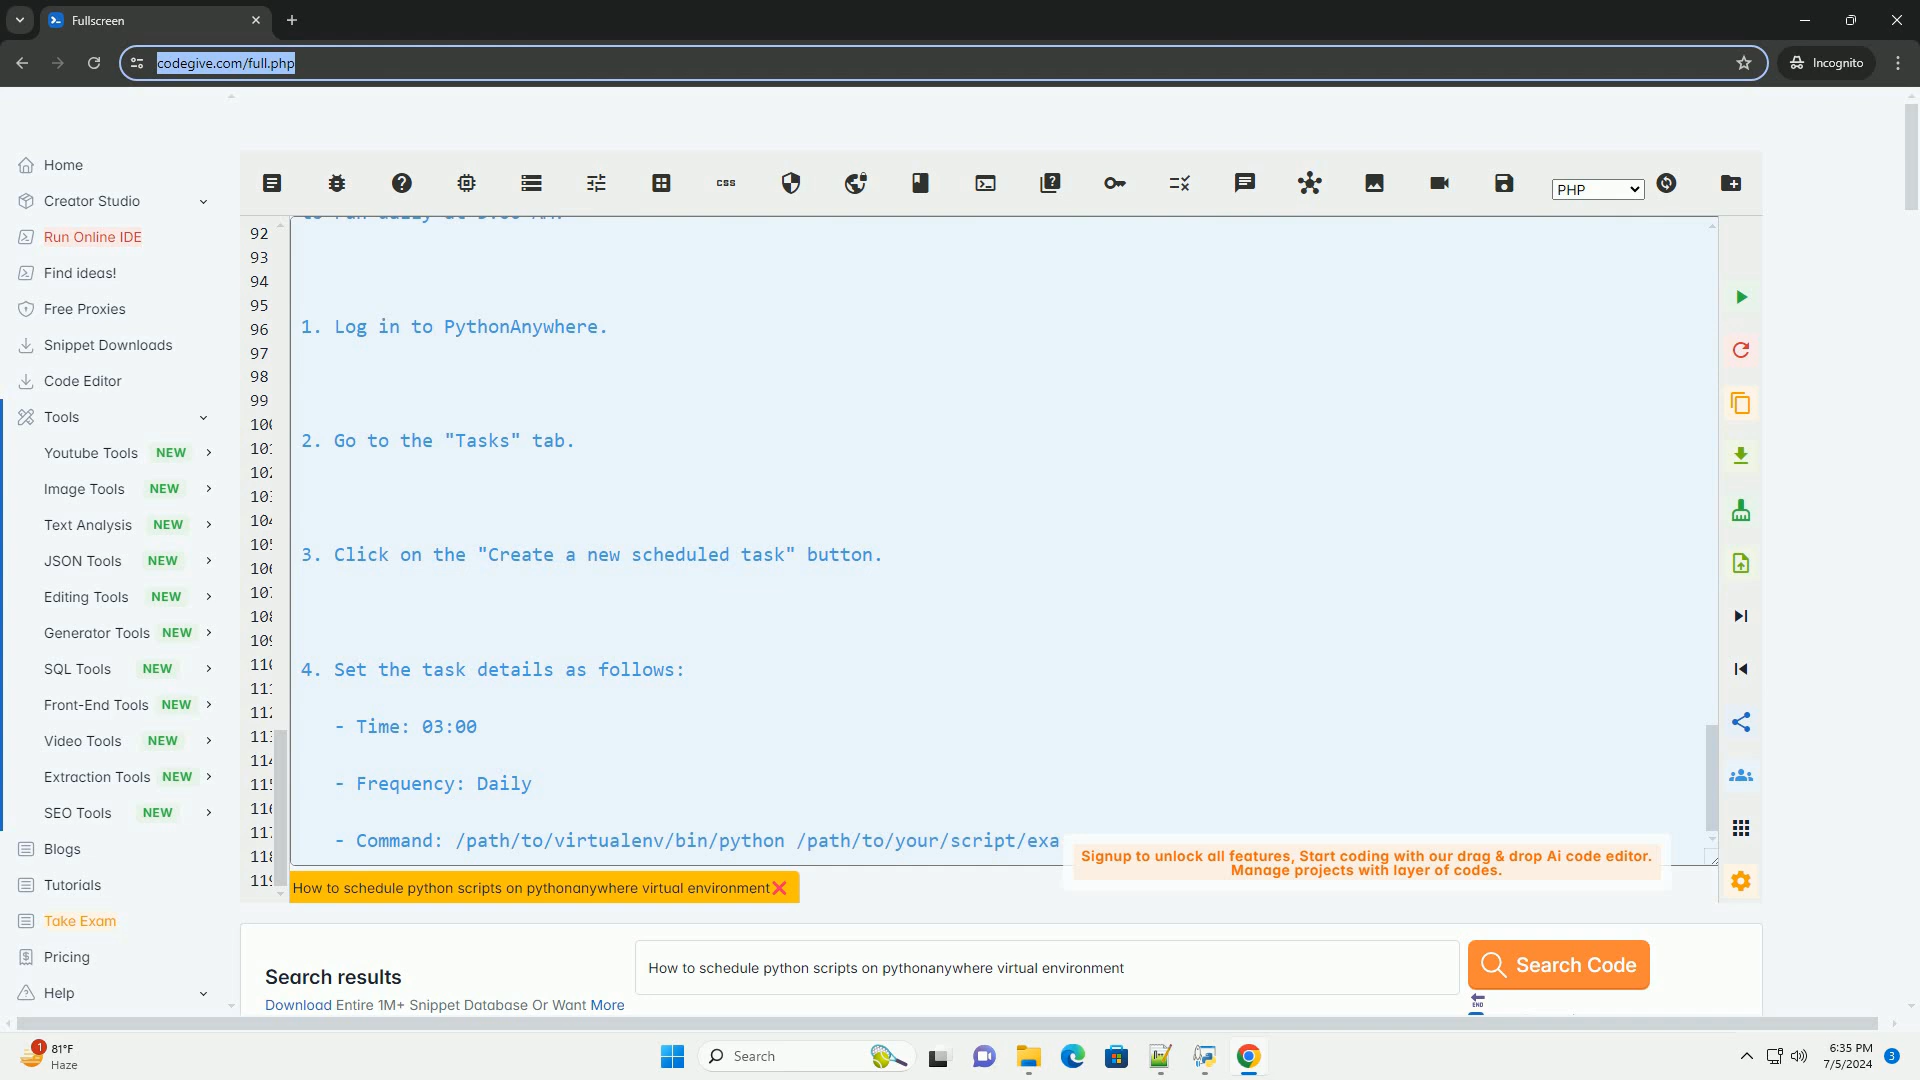 Fullscreen
codegive.com/full.php
Incognito
Home
Creator Studio
Run Online IDE
Find ideas!
Free Proxies
Snippet Downloads
Code Editor
Tools
Youtube Tools NEW
Image Tools NEW
Text Analysis NEW
JSON Tools NEW
Editing Tools NEW
Generator Tools NEW
SQL Tools NEW
Front-End Tools NEW
Video Tools NEW
Extraction Tools NEW
SEO Tools NEW
Blogs
Tutorials
Take Exam
Pricing
Help
css
PHP
92
93
94
95
96
97
98
99
1. Log in to PythonAnywhere.
2. Go to the "Tasks" tab.
3. Click on the "Create a new scheduled task" button.
4. Set the task details as follows:
- Time: 03:00
- Frequency: Daily
- Command: /path/to/virtualenv/bin/python /path/to/your/script/exa
Signup to unlock all features, Start coding with our drag & drop Ai code editor.
Manage projects with layer of codes.
How to schedule python scripts on pythonanywhere virtual environment
Search results
How to schedule python scripts on pythonanywhere virtual environment
Search Code
Download Entire 1M+ Snippet Database Or Want More
END
1
81°F
Haze
Search
6:35 PM
7/5/2024
3